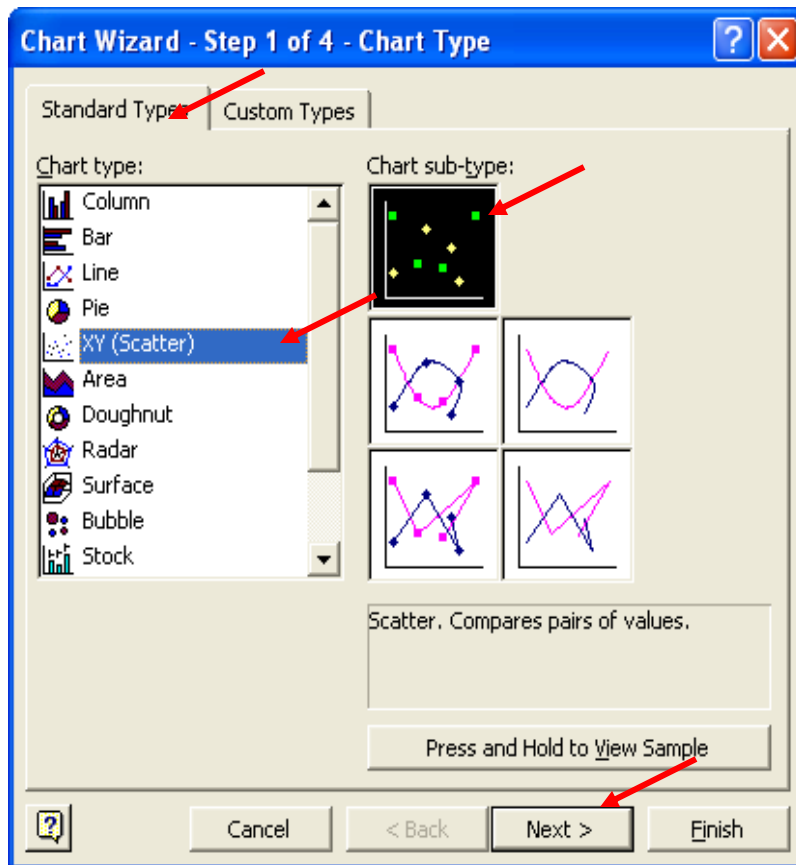 Chart Wizard - Step 1 of 4 - Chart Type
?
Standard Types
Custom Types
Chart type:
Column
Bar
Line
Pie
XY (Scatter)
Area
Doughnut
Radar
Surface
Bubble
Stock
Chart sub-type:
Scatter. Compares pairs of values.
Press and Hold to View Sample
?
Cancel
< Back
Next >
Finish